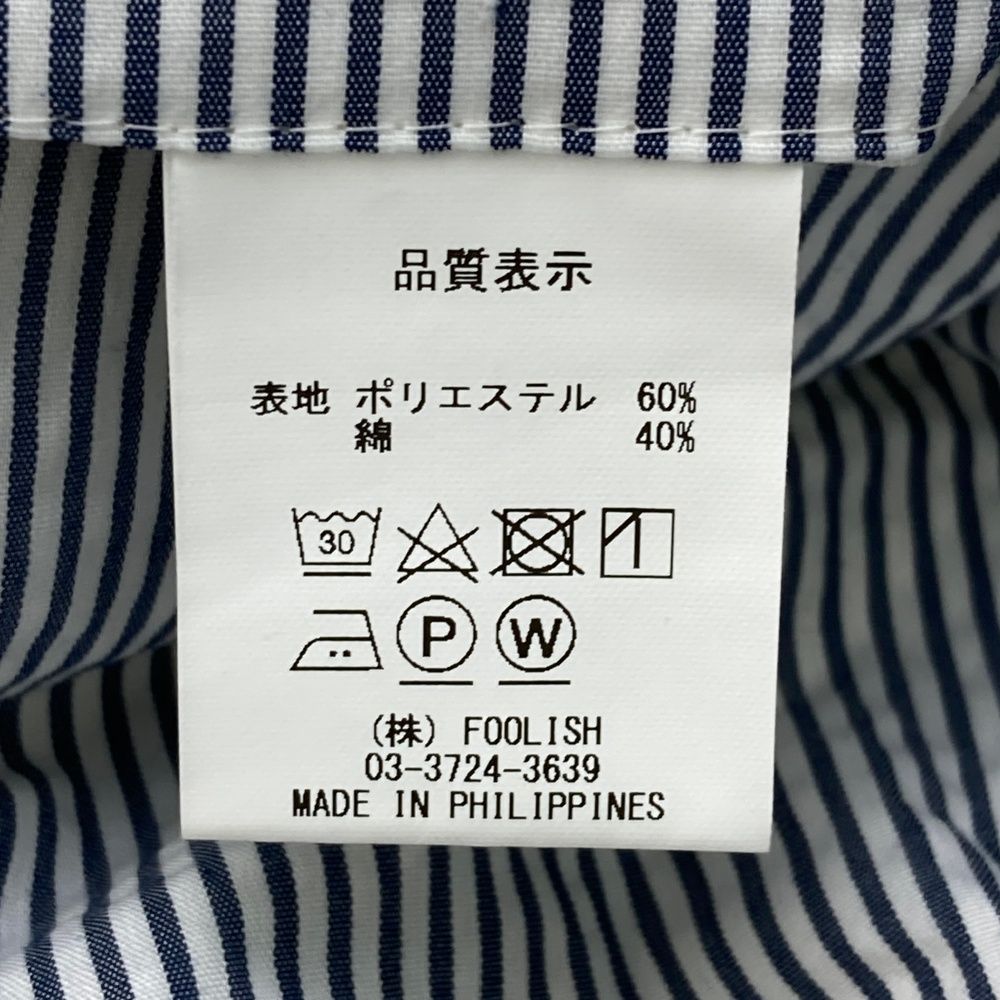 品質表示
表地 ポリエステル 60%
綿 40%
30
P W
(株) FOOLISH
03-3724-3639
MADE IN PHILIPPINES